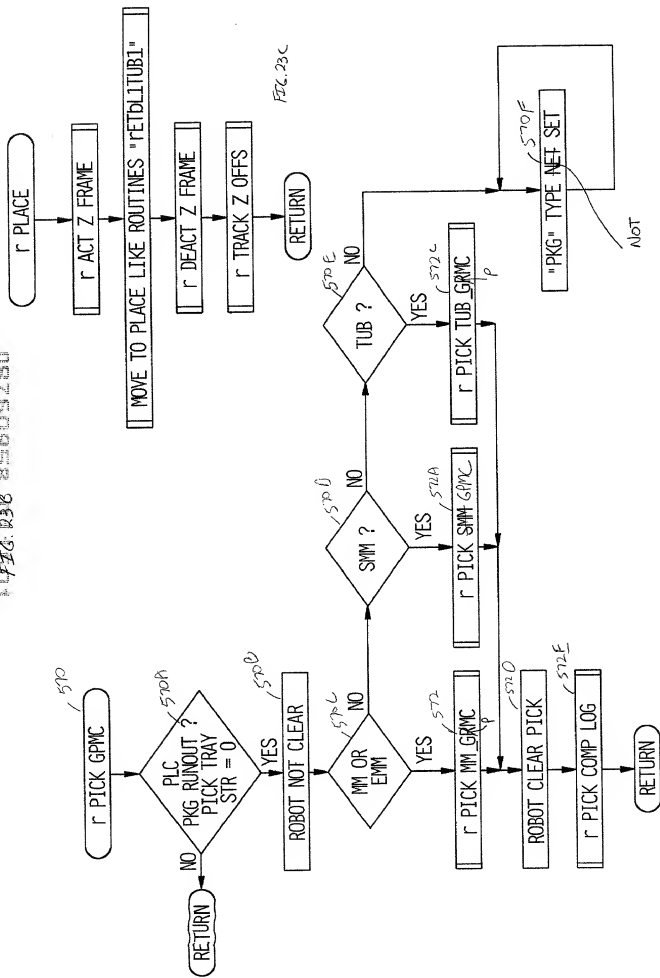 FIG. 23B
570
r PICK GPMC
570A
PLC
PKG RUNOUT ?
PICK TRAY
STR = 0
NO
RETURN
YES
570B
ROBOT NOT CLEAR
570C
MM OR
EMM
NO
YES
572
r PICK MM_GRMC
P
570D
SMM ?
NO
YES
572A
r PICK SMM GPMC
570E
TUB ?
NO
YES
572C
r PICK TUB_GRMC
P
570F
"PKG" TYPE NET SET
NOT
572D
ROBOT CLEAR PICK
572E
r PICK COMP LOG
RETURN
r PLACE
r ACT Z FRAME
MOVE TO PLACE LIKE ROUTINES "rETbL1TUB1"
r DEACT Z FRAME
r TRACK Z OFFS
RETURN
FIG. 23C